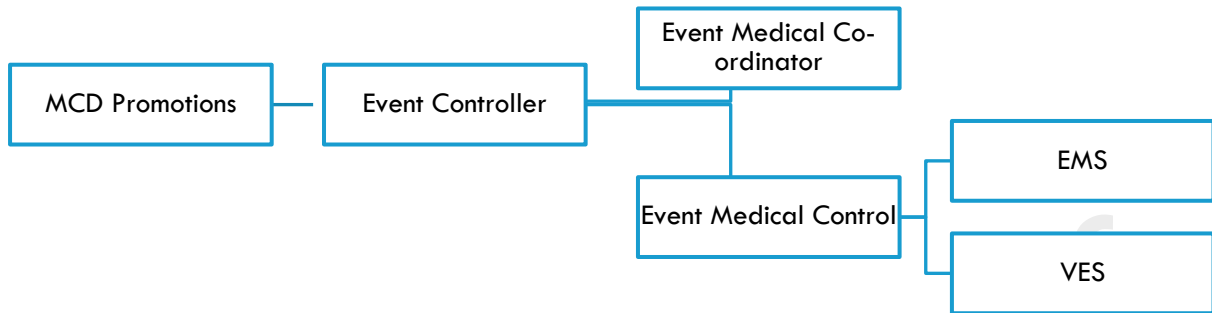 Event Medical Co-
ordinator
MCD Promotions
Event Controller
EMS
Event Medical Control
VES